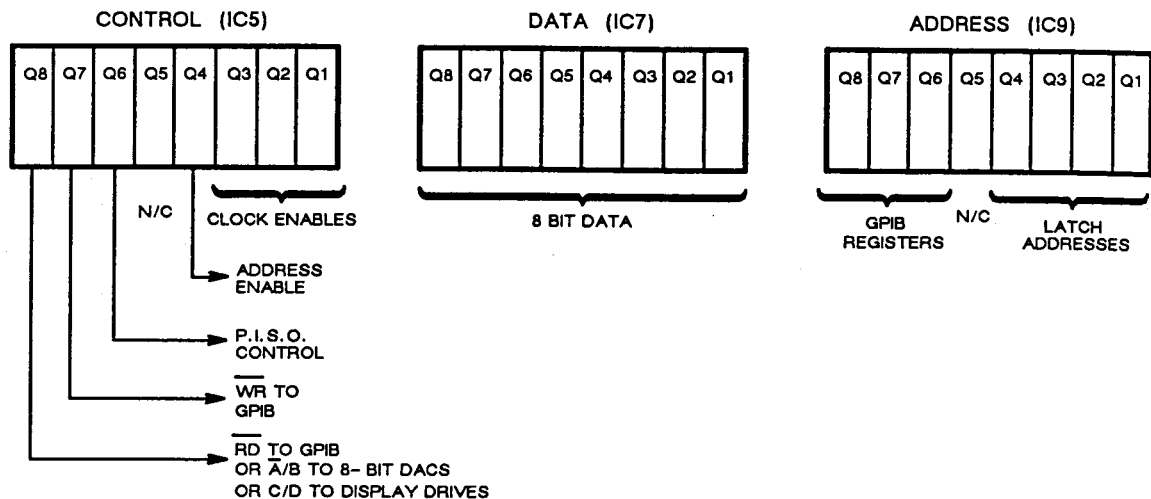 CONTROL (IC5)
DATA (IC7)
ADDRESS (IC9)
Q8 Q7 Q6 Q5 Q4 Q3 Q2 Q1
Q8 Q7 Q6 Q5 Q4 Q3 Q2 Q1
Q8 Q7 Q6 Q5 Q4 Q3 Q2 Q1
N/C
CLOCK ENABLES
8 BIT DATA
GPIB
REGISTERS
N/C
LATCH
ADDRESSES
ADDRESS
ENABLE
P.I.S.O.
CONTROL
W̅R̅ TO
GPIB
R̅D̅ TO GPIB
OR A̅/B TO 8- BIT DACS
OR C/D TO DISPLAY DRIVES